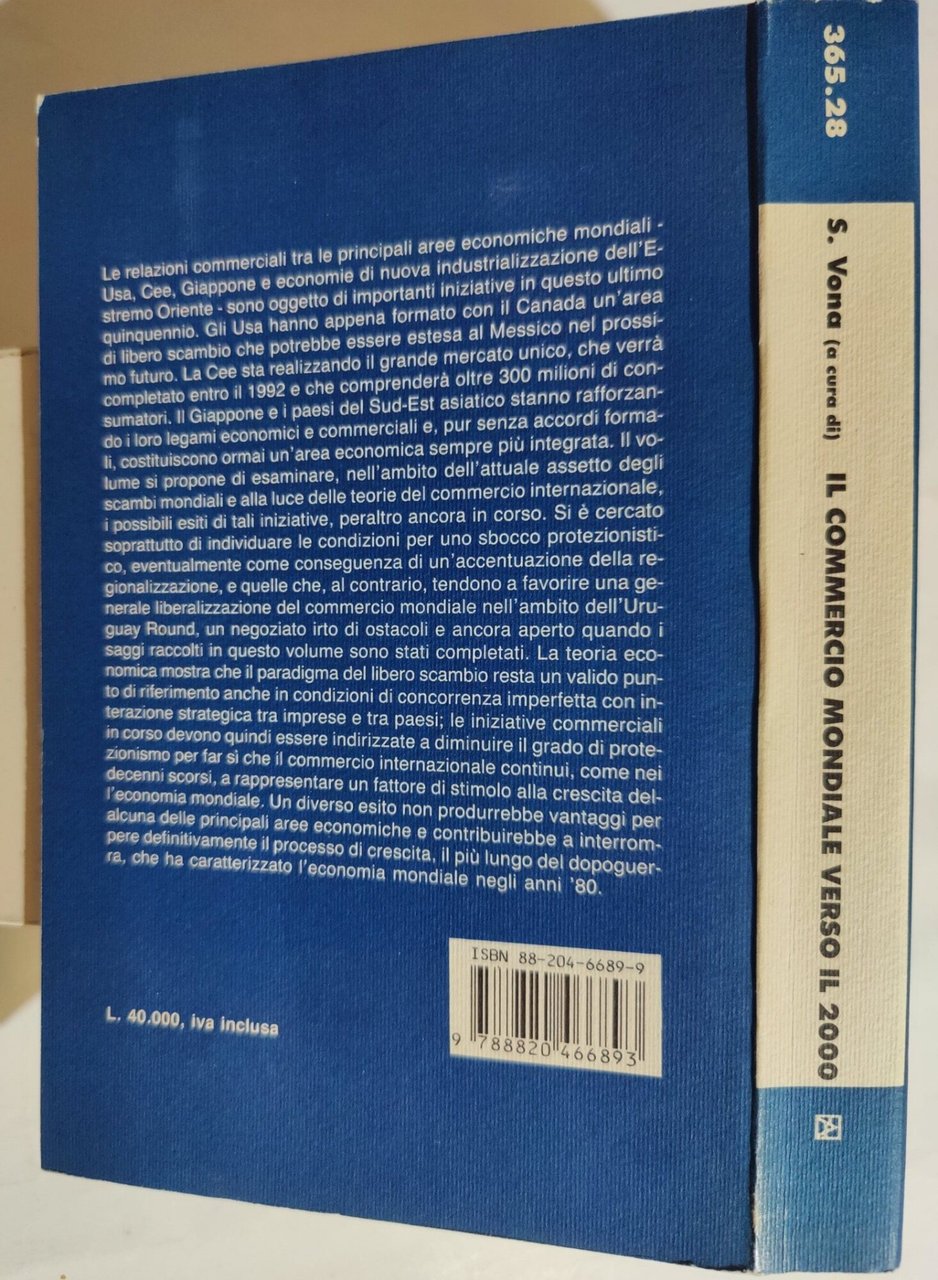 Le relazioni commerciali tra le principali aree economiche mondiali -
Usa, Cee, Giappone e economie di nuova industrializzazione dell'E-
stremo Oriente - sono oggetto di importanti iniziative in questo ultimo
quinquennio. Gli Usa hanno appena formato con il Canada un'area
di libero scambio che potrebbe essere estesa al Messico nel prossi-
mo futuro. La Cee sta realizzando il grande mercato unico, che verrà
completato entro il 1992 e che comprenderà oltre 300 milioni di con-
sumatori. Il Giappone e i paesi del Sud-Est asiatico stanno rafforzan-
do i loro legami economici e commerciali e, pur senza accordi forma-
li, costituiscono ormai un'area economica sempre più integrata. Il vo-
lume si propone di esaminare, nell'ambito dell'attuale assetto degli
scambi mondiali e alla luce delle teorie del commercio internazionale,
i possibili esiti di tali iniziative, peraltro ancora in corso. Si è cercato
soprattutto di individuare le condizioni per uno sbocco protezionisti-
co, eventualmente come conseguenza di un'accentuazione della re-
gionalizzazione, e quelle che, al contrario, tendono a favorire una ge-
nerale liberalizzazione del commercio mondiale nell'ambito dell'Uru-
guay Round, un negoziato irto di ostacoli e ancora aperto quando i
saggi raccolti in questo volume sono stati completati. La teoria eco-
nomica mostra che il paradigma del libero scambio resta un valido pun-
to di riferimento anche in condizioni di concorrenza imperfetta con in-
terazione strategica tra imprese e tra paesi; le iniziative commerciali
in corso devono quindi essere indirizzate a diminuire il grado di prote-
zionismo per far sì che il commercio internazionale continui, come nei
decenni scorsi, a rappresentare un fattore di stimolo alla crescita del-
l'economia mondiale. Un diverso esito non produrrebbe vantaggi per
alcuna delle principali aree economiche e contribuirebbe a interrom-
pere definitivamente il processo di crescita, il più lungo del dopoguer-
ra, che ha caratterizzato l'economia mondiale negli anni '80.
L. 40.000, iva inclusa
ISBN 88-204-6689-9
9 788820 466893
365.28
S. Vona (a cura di) IL COMMERCIO MONDIALE VERSO IL 2000